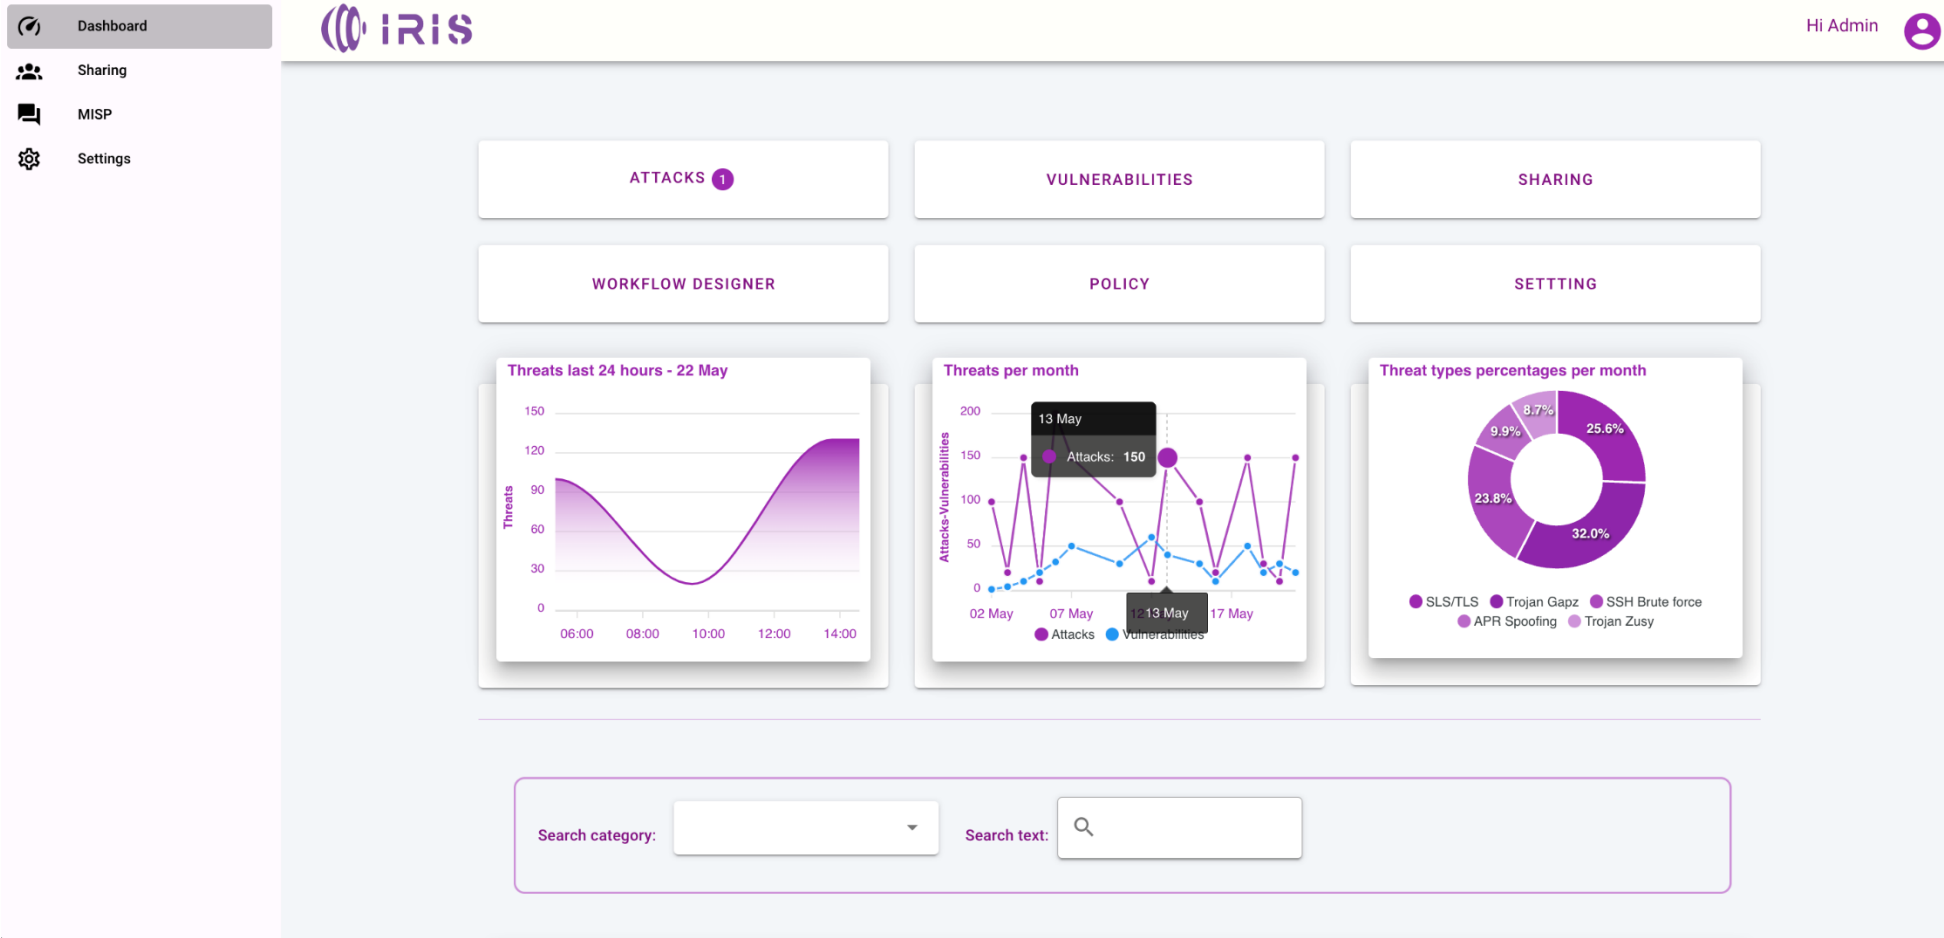 Dashboard
Sharing
MISP
Settings
IRIS
Hi Admin
ATTACKS 1
VULNERABILITIES
SHARING
WORKFLOW DESIGNER
POLICY
SETTTING
Threats last 24 hours - 22 May
150
120
90
60
30
0
Threats
06:00 08:00 10:00 12:00 14:00
Threats per month
200
150
100
50
0
Attacks-Vulnerabilities
13 May
Attacks: 150
02 May 07 May 13 May 17 May
Attacks Vulnerabilities
Threat types percentages per month
8.7%
25.6%
9.9%
23.8%
32.0%
SLS/TLS Trojan Gapz SSH Brute force
APR Spoofing Trojan Zusy
Search category:
Search text: